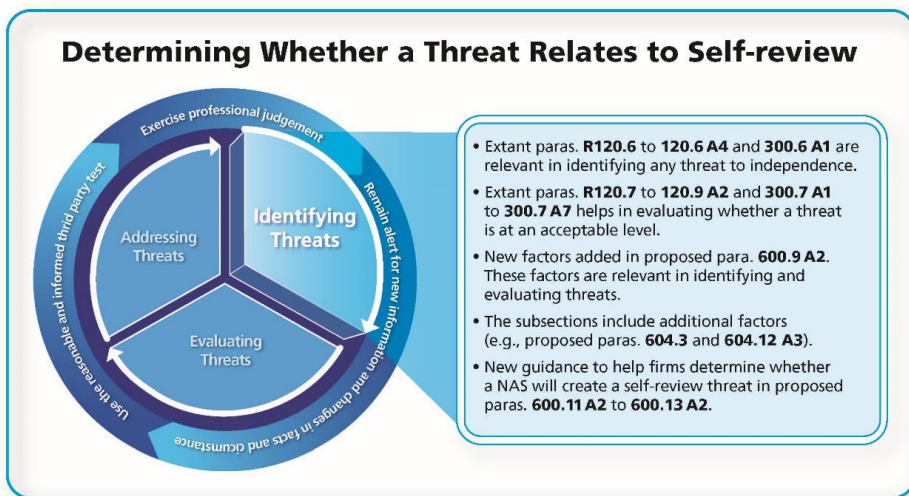 Determining Whether a Threat Relates to Self-review
Exercise professional judgement
Remain alert for new information and changes in facts and cicumstance
Use the reasonable and informed thrid party test
Identifying
Threats
Addressing
Threats
Evaluating
Threats
• Extant paras. R120.6 to 120.6 A4 and 300.6 A1 are
relevant in identifying any threat to independence.
• Extant paras. R120.7 to 120.9 A2 and 300.7 A1
to 300.7 A7 helps in evaluating whether a threat
is at an acceptable level.
• New factors added in proposed para. 600.9 A2.
These factors are relevant in identifying and
evaluating threats.
• The subsections include additional factors
(e.g., proposed paras. 604.3 and 604.12 A3).
• New guidance to help firms determine whether
a NAS will create a self-review threat in proposed
paras. 600.11 A2 to 600.13 A2.